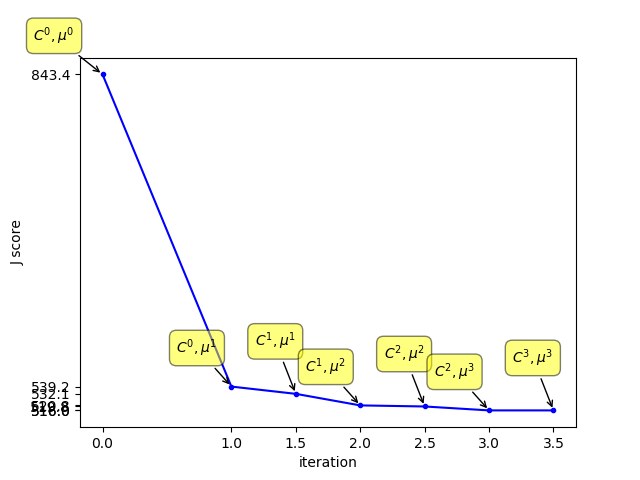 C⁰, μ⁰
843.4
J score
C⁰, μ¹
C¹, μ¹
C¹, μ²
C², μ²
C², μ³
C³, μ³
539.2
532.1
0.0 1.0 1.5 2.0 2.5 3.0 3.5
iteration